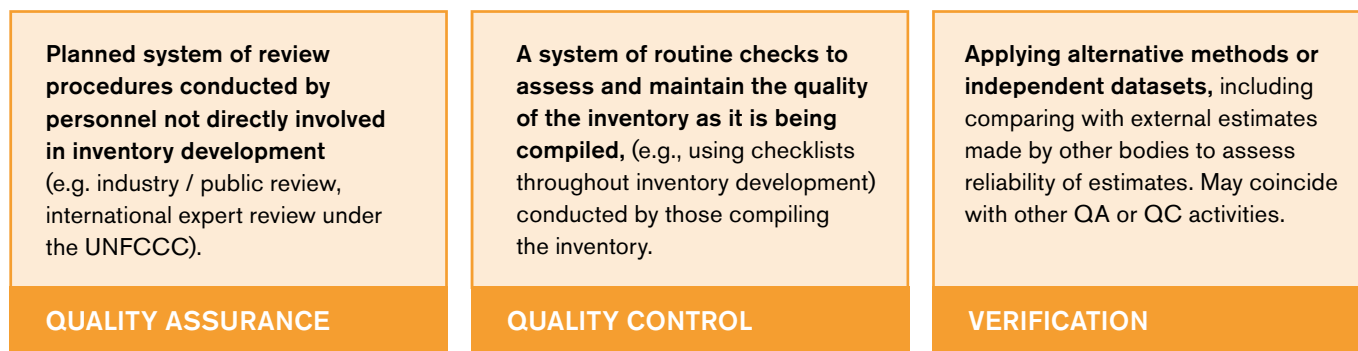 Planned system of review
procedures conducted by
personnel not directly involved
in inventory development
(e.g. industry / public review,
international expert review under
the UNFCCC).
QUALITY ASSURANCE
A system of routine checks to
assess and maintain the quality
of the inventory as it is being
compiled, (e.g., using checklists
throughout inventory development)
conducted by those compiling
the inventory.
QUALITY CONTROL
Applying alternative methods or
independent datasets, including
comparing with external estimates
made by other bodies to assess
reliability of estimates. May coincide
with other QA or QC activities.
VERIFICATION